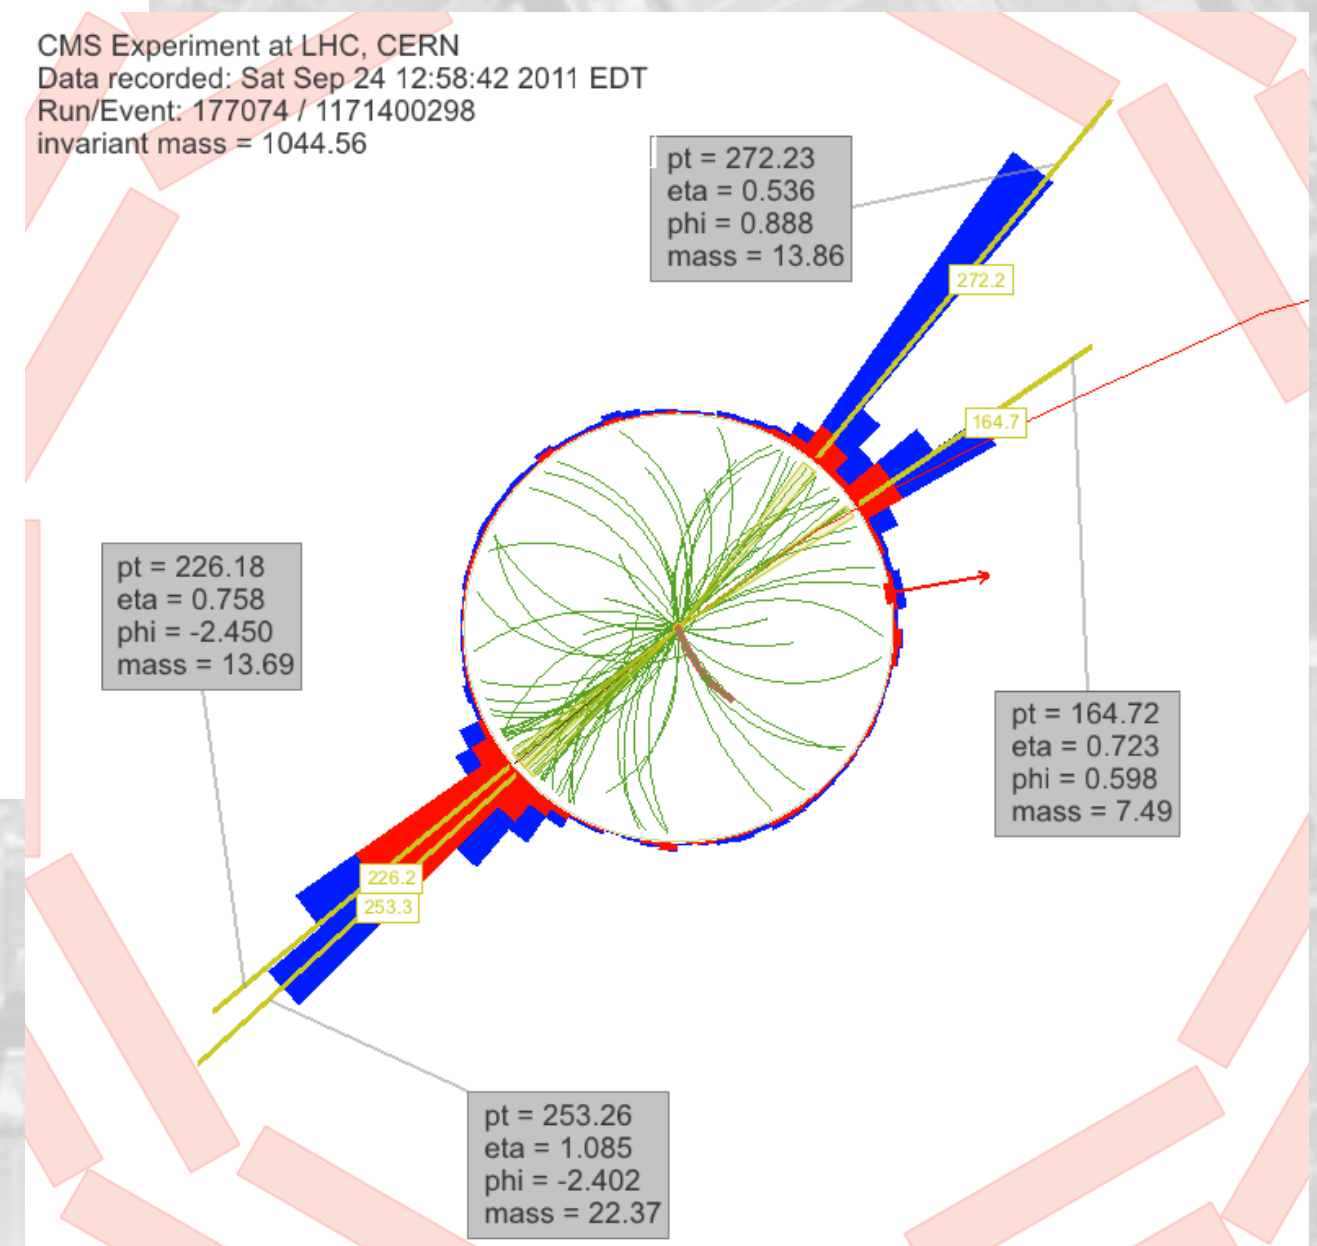 CMS Experiment at LHC, CERN
Data recorded: Sat Sep 24 12:58:42 2011 EDT
Run/Event: 177074 / 1171400298
invariant mass = 1044.56
pt = 272.23
eta = 0.536
phi = 0.888
mass = 13.86
272.2
164.7
pt = 226.18
eta = 0.758
phi = -2.450
mass = 13.69
pt = 164.72
eta = 0.723
phi = 0.598
mass = 7.49
226.2
253.3
pt = 253.26
eta = 1.085
phi = -2.402
mass = 22.37